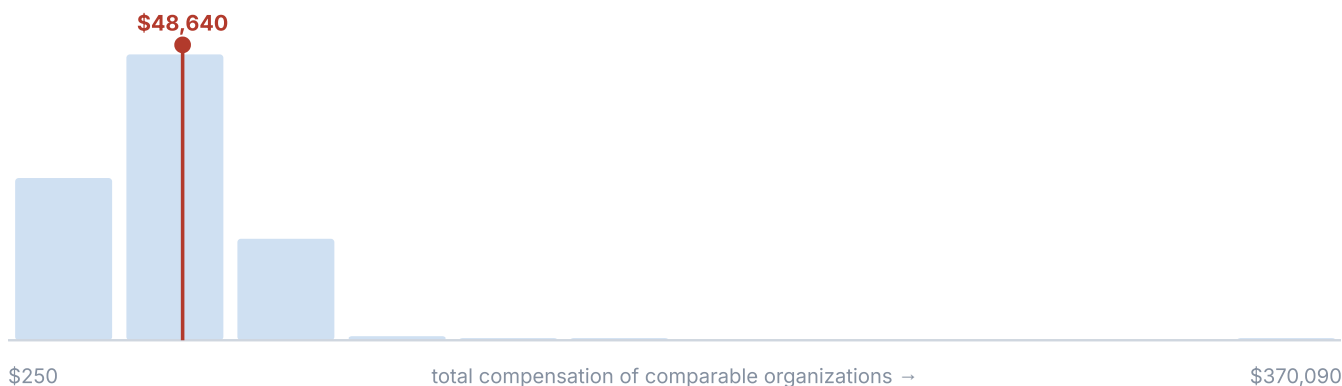 $48,640
$250 total compensation of comparable organizations → $370,090